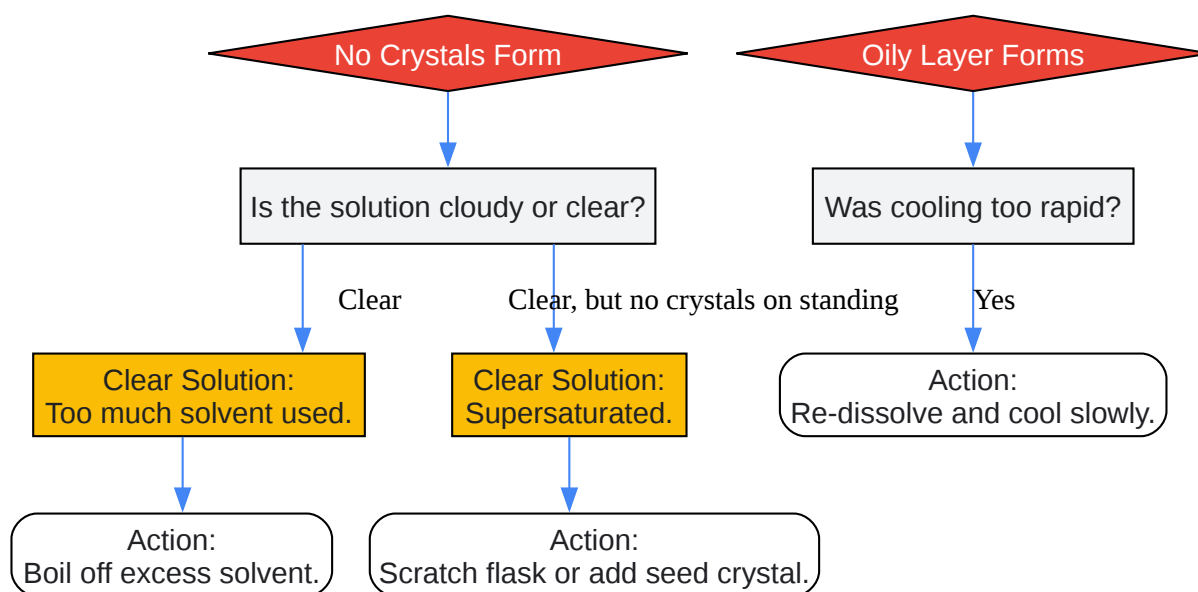 No Crystals Form
Oily Layer Forms
Is the solution cloudy or clear?
Was cooling too rapid?
Clear
Clear, but no crystals on standing
Yes
Clear Solution:
Too much solvent used.
Clear Solution:
Supersaturated.
Action:
Re-dissolve and cool slowly.
Action:
Boil off excess solvent.
Action:
Scratch flask or add seed crystal.